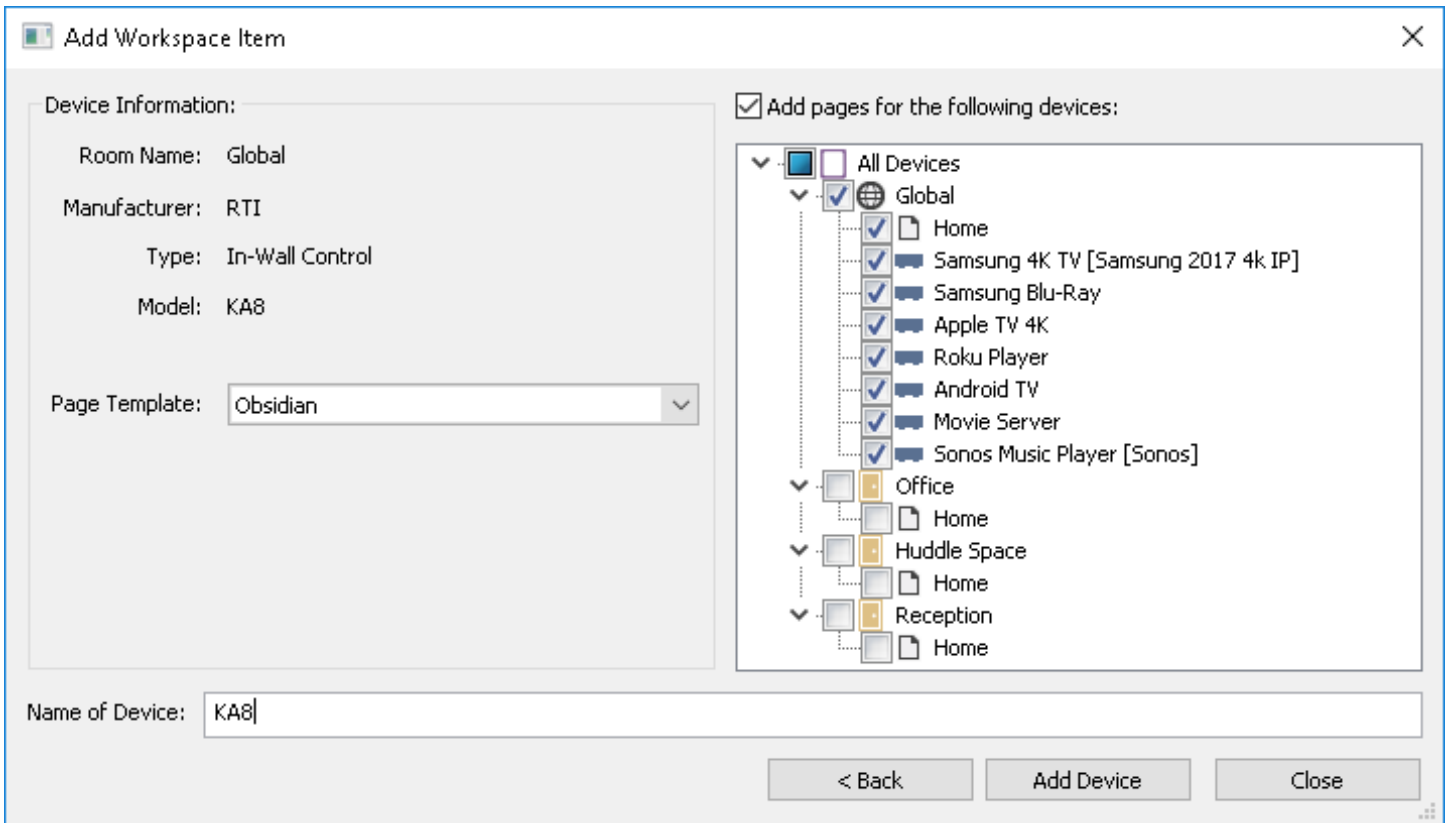 Add Workspace Item
Device Information:
Room Name: Global
Manufacturer: RTI
Type: In-Wall Control
Model: KA8
Page Template: Obsidian
Add pages for the following devices:
All Devices
Global
Home
Samsung 4K TV [Samsung 2017 4k IP]
Samsung Blu-Ray
Apple TV 4K
Roku Player
Android TV
Movie Server
Sonos Music Player [Sonos]
Office
Home
Huddle Space
Home
Reception
Home
Name of Device: KA8
< Back
Add Device
Close